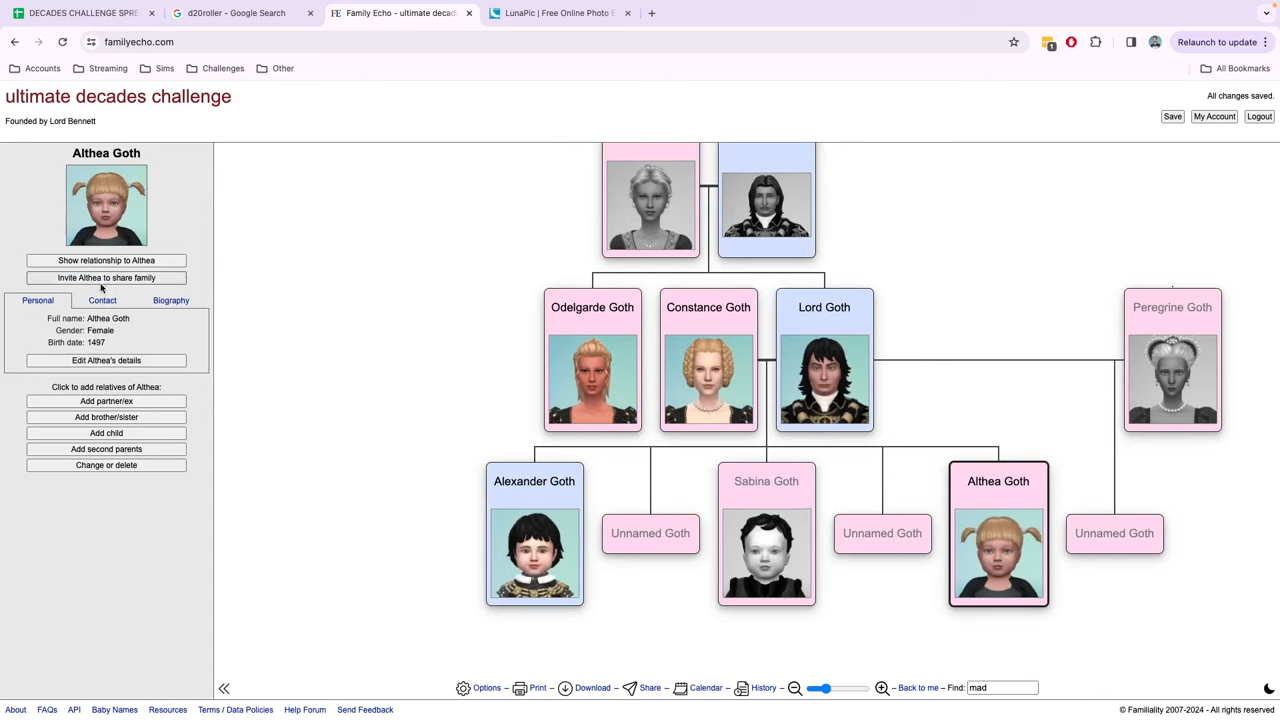 DECADES CHALLENGE SPRE
d20roller - Google Search
Family Echo - ultimate decade
LunaPic | Free Online Photo E
familyecho.com
Relaunch to update
Accounts
Streaming
Sims
Challenges
Other
All Bookmarks
ultimate decades challenge
All changes saved.
Founded by Lord Bennett
Save
My Account
Logout
Althea Goth
Show relationship to Althea
Invite Althea to share family
Personal
Contact
Biography
Full name: Althea Goth
Gender: Female
Birth date: 1497
Edit Althea's details
Click to add relatives of Althea:
Add partner/ex
Add brother/sister
Add child
Add second parents
Change or delete
Odelgarde Goth
Constance Goth
Lord Goth
Peregrine Goth
Alexander Goth
Unnamed Goth
Sabina Goth
Unnamed Goth
Althea Goth
Unnamed Goth
Options – Print – Download – Share – Calendar – History – Back to me – Find: mad
About FAQs API Baby Names Resources Terms / Data Policies Help Forum Send Feedback
© Familiality 2007-2024 - All rights reserved